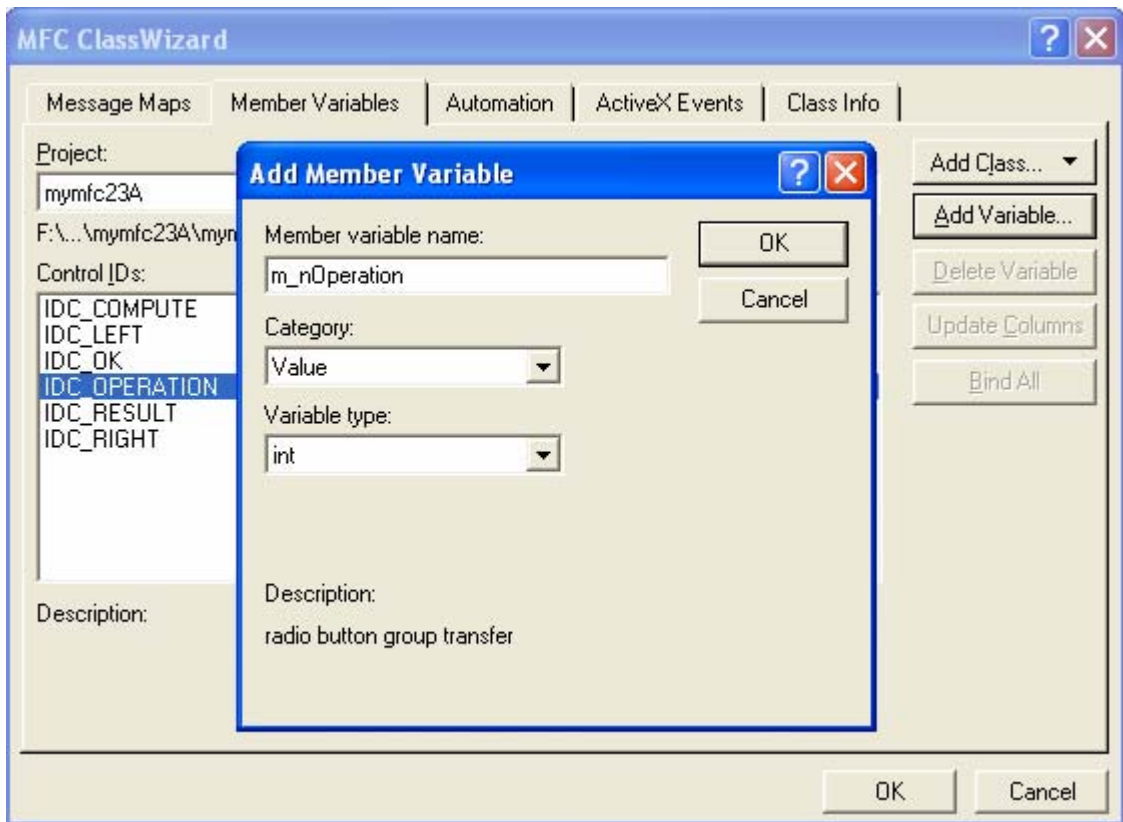 MFC ClassWizard
Message Maps
Member Variables
Automation
ActiveX Events
Class Info
Project:
mymfc23A
F:\...\mymfc23A\mym
Control IDs:
IDC_COMPUTE
IDC_LEFT
IDC_OK
IDC_OPERATION
IDC_RESULT
IDC_RIGHT
Description:
Add Member Variable
Member variable name:
m_nOperation
Category:
Value
Variable type:
int
Description:
radio button group transfer
OK
Cancel
Add Class...
Add Variable...
Delete Variable
Update Columns
Bind All
OK
Cancel